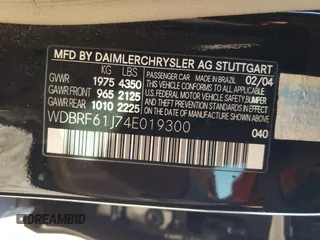 MFD BY DAIMLERCHRYSLER AG STUTTGART
KG LBS
GVWR 1975 4350
GAWR FRONT 965 2125
GAWR REAR 1010 2225
PASSENGER CAR MADE IN BRAZIL 02/04
THIS VEHICLE CONFORMS TO ALL APPLICABLE
U.S. FEDERAL MOTOR VEHICLE SAFETY, BUMPER
AND THEFT PREVENTION STANDARDS IN EFFECT
ON THE DATE OF MANUFACTURE SHOWN ABOVE
WDBRF61J74E019300
040
DREAMBID